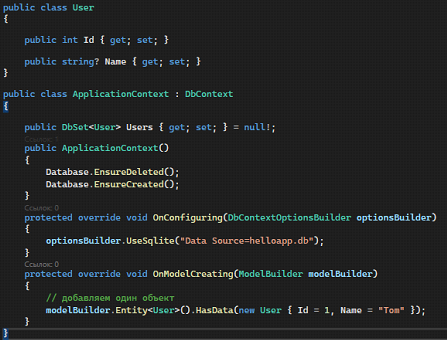 public class User
{
public int Id { get; set; }
public string? Name { get; set; }
}
public class ApplicationContext : DbContext
{
public DbSet<User> Users { get; set; } = null!;
public ApplicationContext()
{
Database.EnsureDeleted();
Database.EnsureCreated();
}
Ссылок: 0
protected override void OnConfiguring(DbContextOptionsBuilder optionsBuilder)
{
optionsBuilder.UseSqlite("Data Source=helloapp.db");
}
Ссылок: 0
protected override void OnModelCreating(ModelBuilder modelBuilder)
{
// добавляем один объект
modelBuilder.Entity<User>().HasData(new User { Id = 1, Name = "Tom" });
}
}